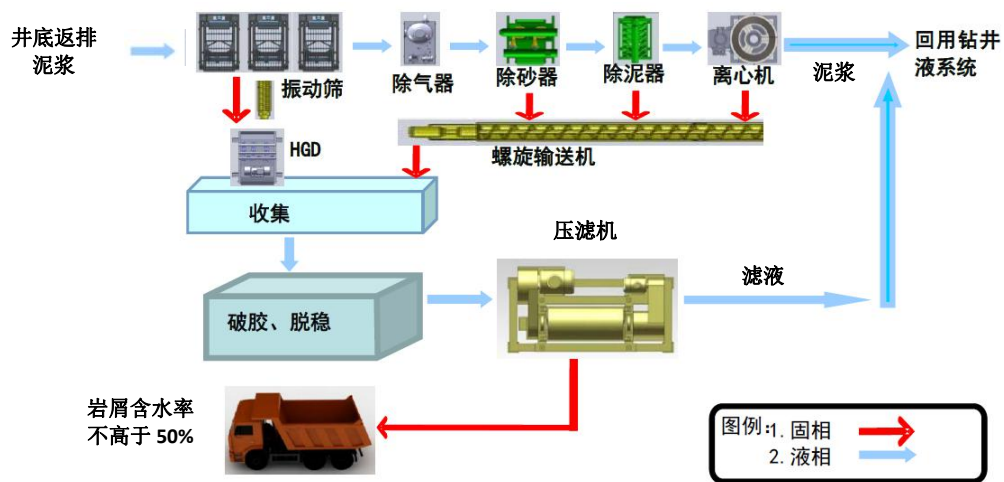 井底返排
泥浆
振动筛
除气器
除砂器
除泥器
离心机
泥浆
回用钻井
液系统
HGD
螺旋输送机
收集
压滤机
破胶、脱稳
滤液
岩屑含水率
不高于 50%
图例:1. 固相
2. 液相